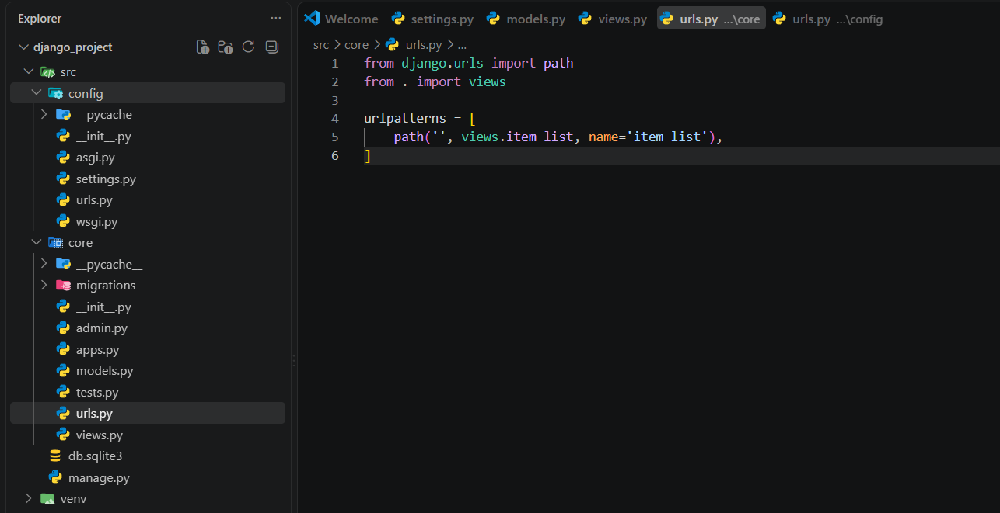 Explorer ...
django_project
src
config
__pycache__
__init__.py
asgi.py
settings.py
urls.py
wsgi.py
core
__pycache__
migrations
__init__.py
admin.py
apps.py
models.py
tests.py
urls.py
views.py
db.sqlite3
manage.py
venv
Welcome settings.py models.py views.py urls.py ...\core urls.py ...\config
src > core > urls.py > ...
1 from django.urls import path
2 from . import views
3
4 urlpatterns = [
5     path('', views.item_list, name='item_list'),
6 ]